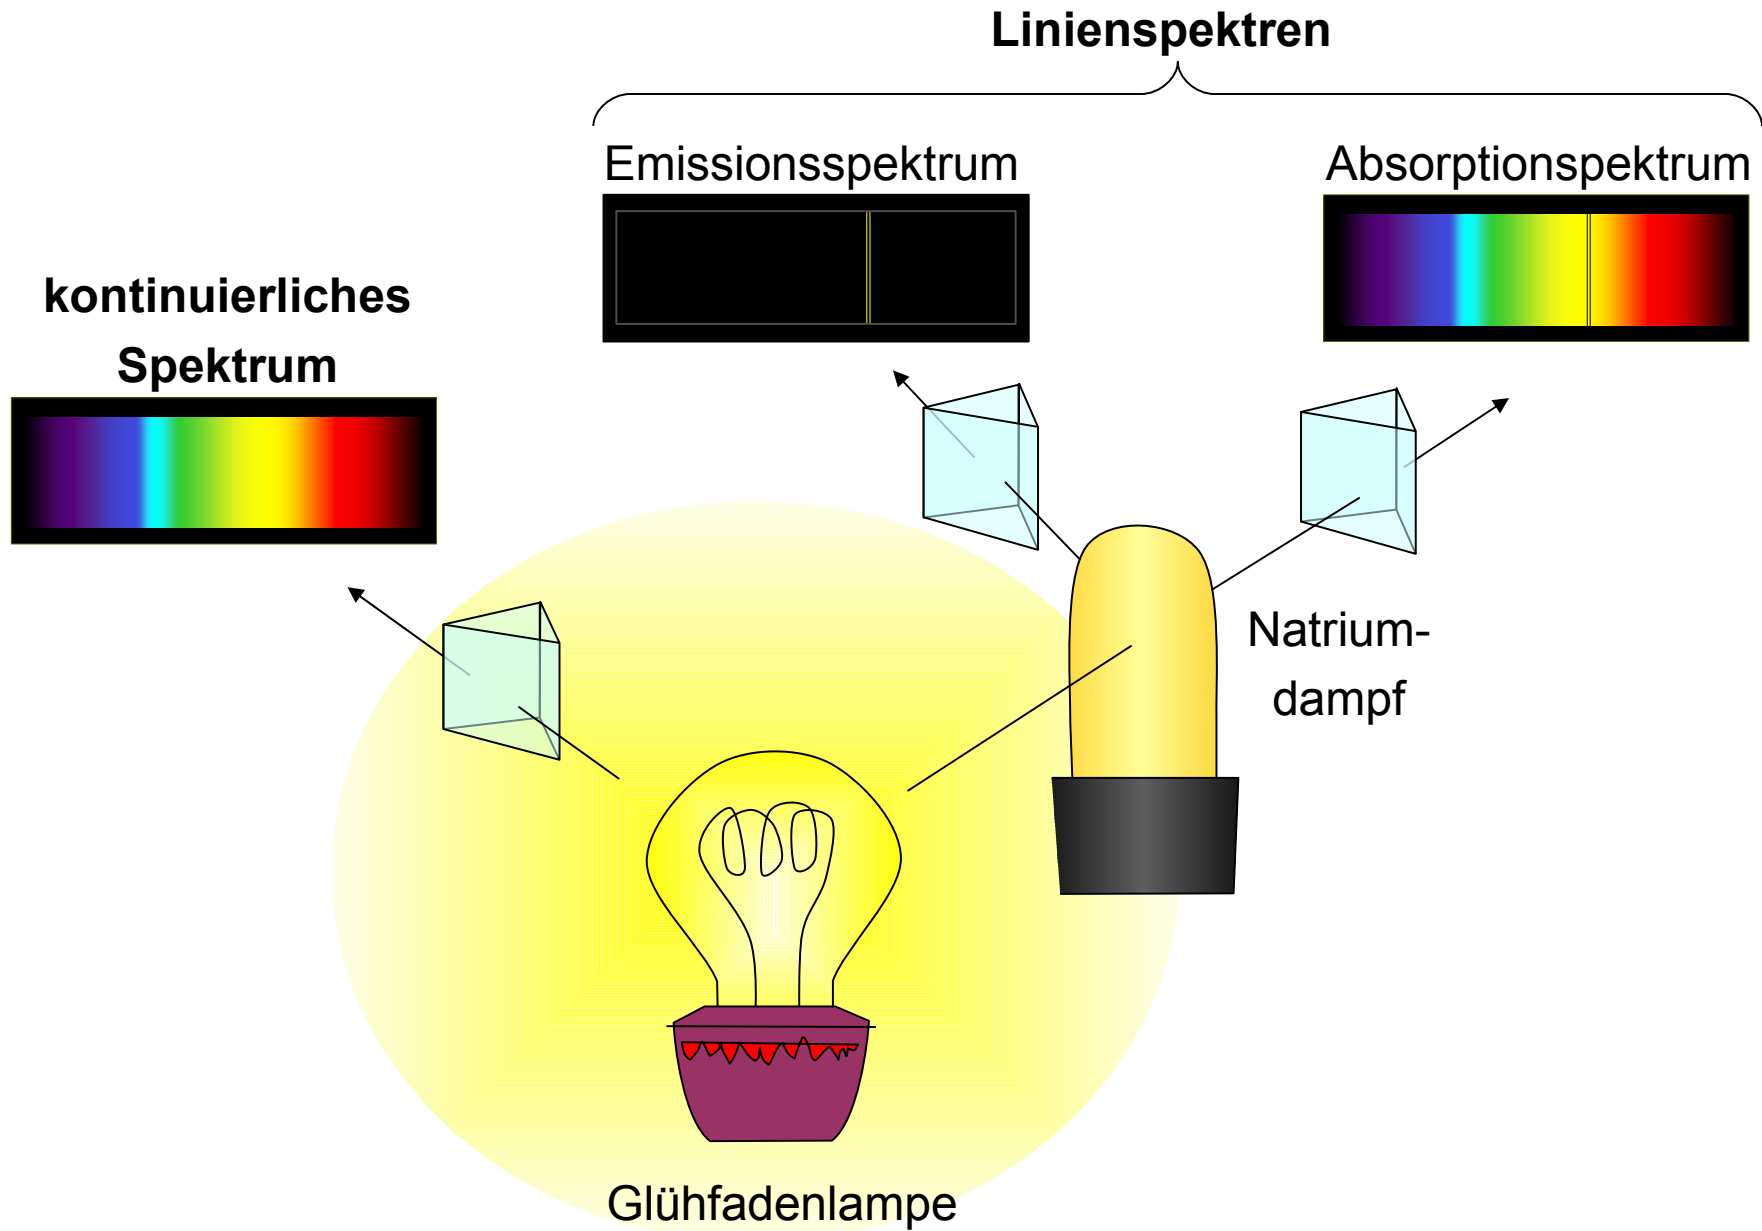 Linienspektren
Emissionsspektrum
Absorptionspektrum
kontinuierliches
Spektrum
Natrium-
dampf
Glühfadenlampe